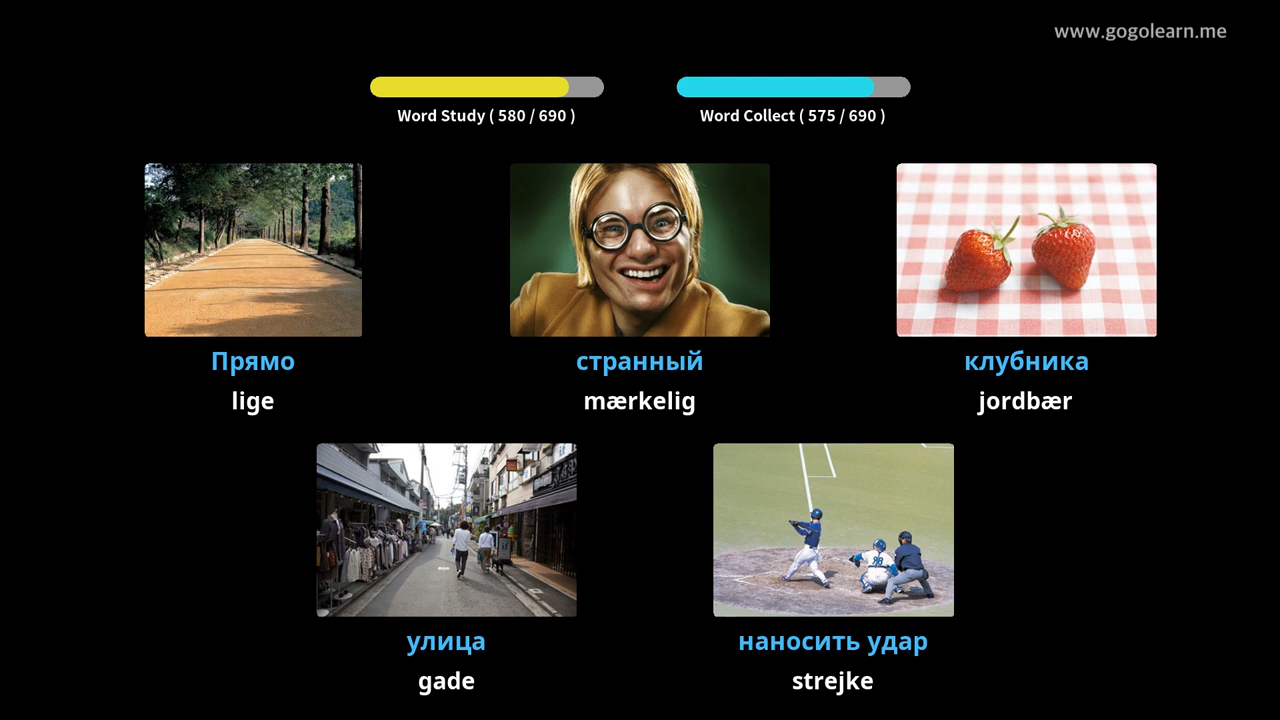 www.gogolearn.me
Word Study ( 580 / 690 )
Word Collect ( 575 / 690 )
Прямо
lige
странный
mærkelig
клубника
jordbær
улица
gade
наносить удар
strejke